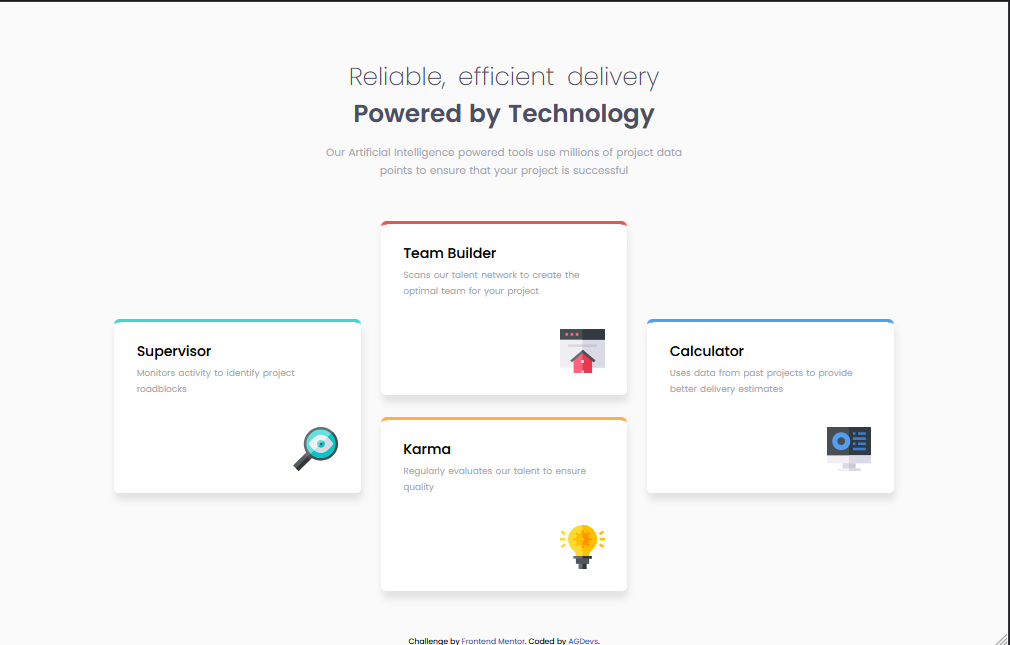 Reliable, efficient delivery
Powered by Technology
Our Artificial Intelligence powered tools use millions of project data
points to ensure that your project is successful
Supervisor
Monitors activity to identify project
roadblocks
Team Builder
Scans our talent network to create the
optimal team for your project
Karma
Regularly evaluates our talent to ensure
quality
Calculator
Uses data from past projects to provide
better delivery estimates
Challenge by Frontend Mentor. Coded by AGDevs.